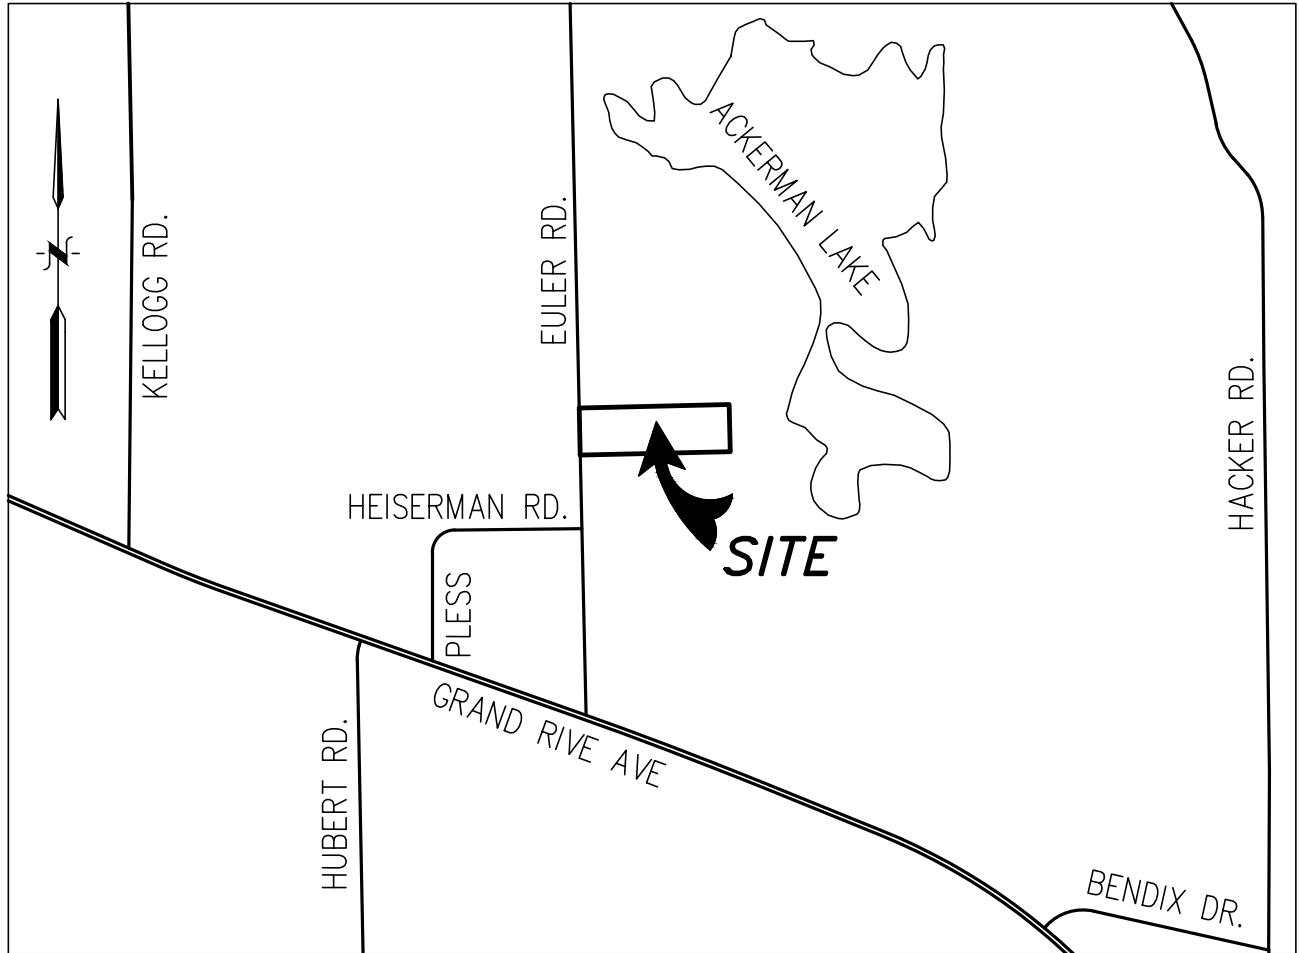 ACKERMAN LAKE
KELLOGG RD.
EULER RD.
HACKER RD.
N
HEISERMAN RD.
SITE
PLESS
GRAND RIVE AVE
HUBERT RD.
BENDIX DR.